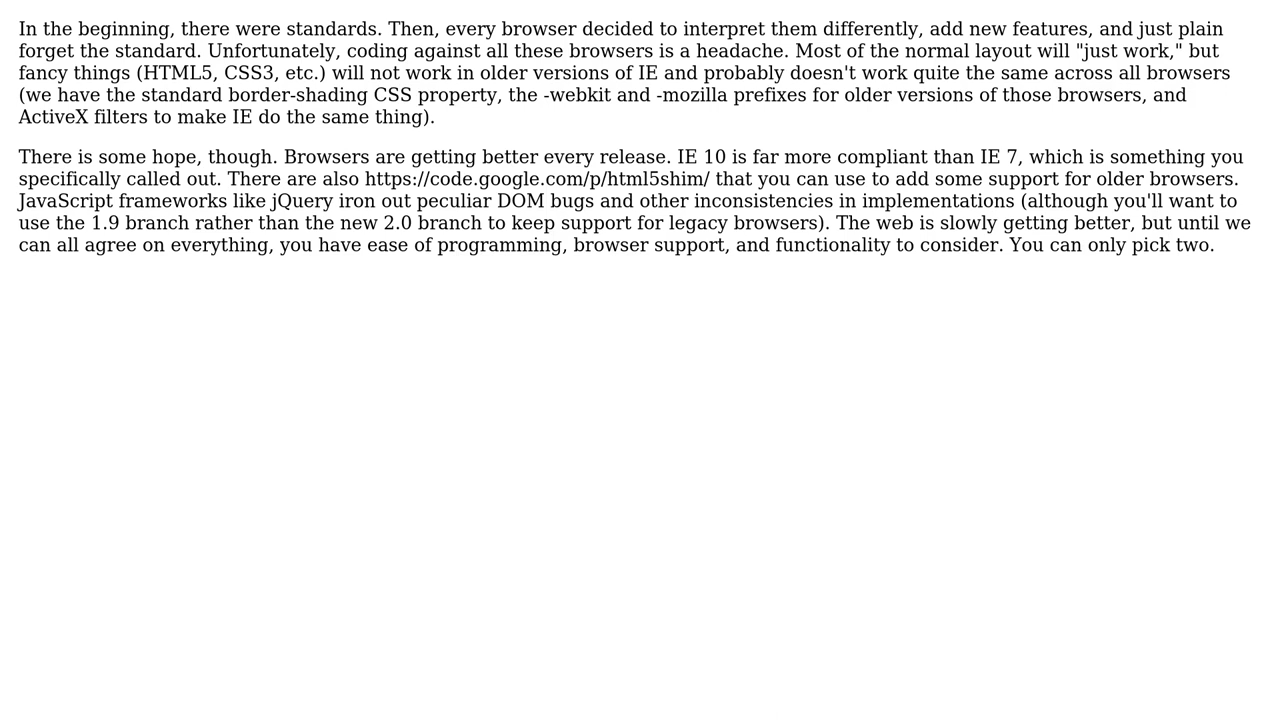 In the beginning, there were standards. Then, every browser decided to interpret them differently, add new features, and just plain
forget the standard. Unfortunately, coding against all these browsers is a headache. Most of the normal layout will "just work," but
fancy things (HTML5, CSS3, etc.) will not work in older versions of IE and probably doesn't work quite the same across all browsers
(we have the standard border-shading CSS property, the -webkit and -mozilla prefixes for older versions of those browsers, and
ActiveX filters to make IE do the same thing).
There is some hope, though. Browsers are getting better every release. IE 10 is far more compliant than IE 7, which is something you
specifically called out. There are also https://code.google.com/p/html5shim/ that you can use to add some support for older browsers.
JavaScript frameworks like jQuery iron out peculiar DOM bugs and other inconsistencies in implementations (although you'll want to
use the 1.9 branch rather than the new 2.0 branch to keep support for legacy browsers). The web is slowly getting better, but until we
can all agree on everything, you have ease of programming, browser support, and functionality to consider. You can only pick two.